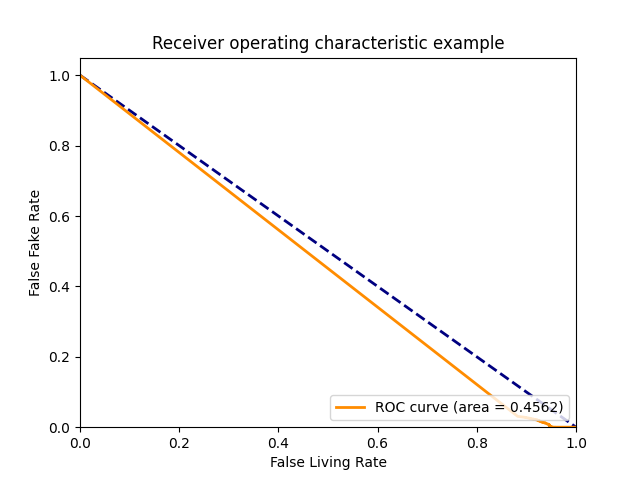 Receiver operating characteristic example
False Fake Rate
1.0
0.8
0.6
0.4
0.2
0.0
ROC curve (area = 0.4562)
0.0 0.2 0.4 0.6 0.8 1.0
False Living Rate